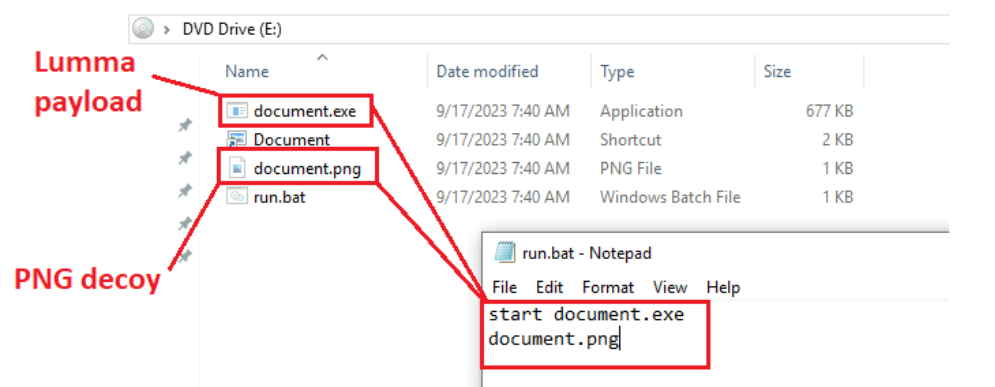 DVD Drive (E:)
Lumma
payload
Name Date modified Type Size
document.exe 9/17/2023 7:40 AM Application 677 KB
Document 9/17/2023 7:40 AM Shortcut 2 KB
document.png 9/17/2023 7:40 AM PNG File 1 KB
run.bat 9/17/2023 7:40 AM Windows Batch File 1 KB
PNG decoy
run.bat - Notepad
File Edit Format View Help
start document.exe
document.png